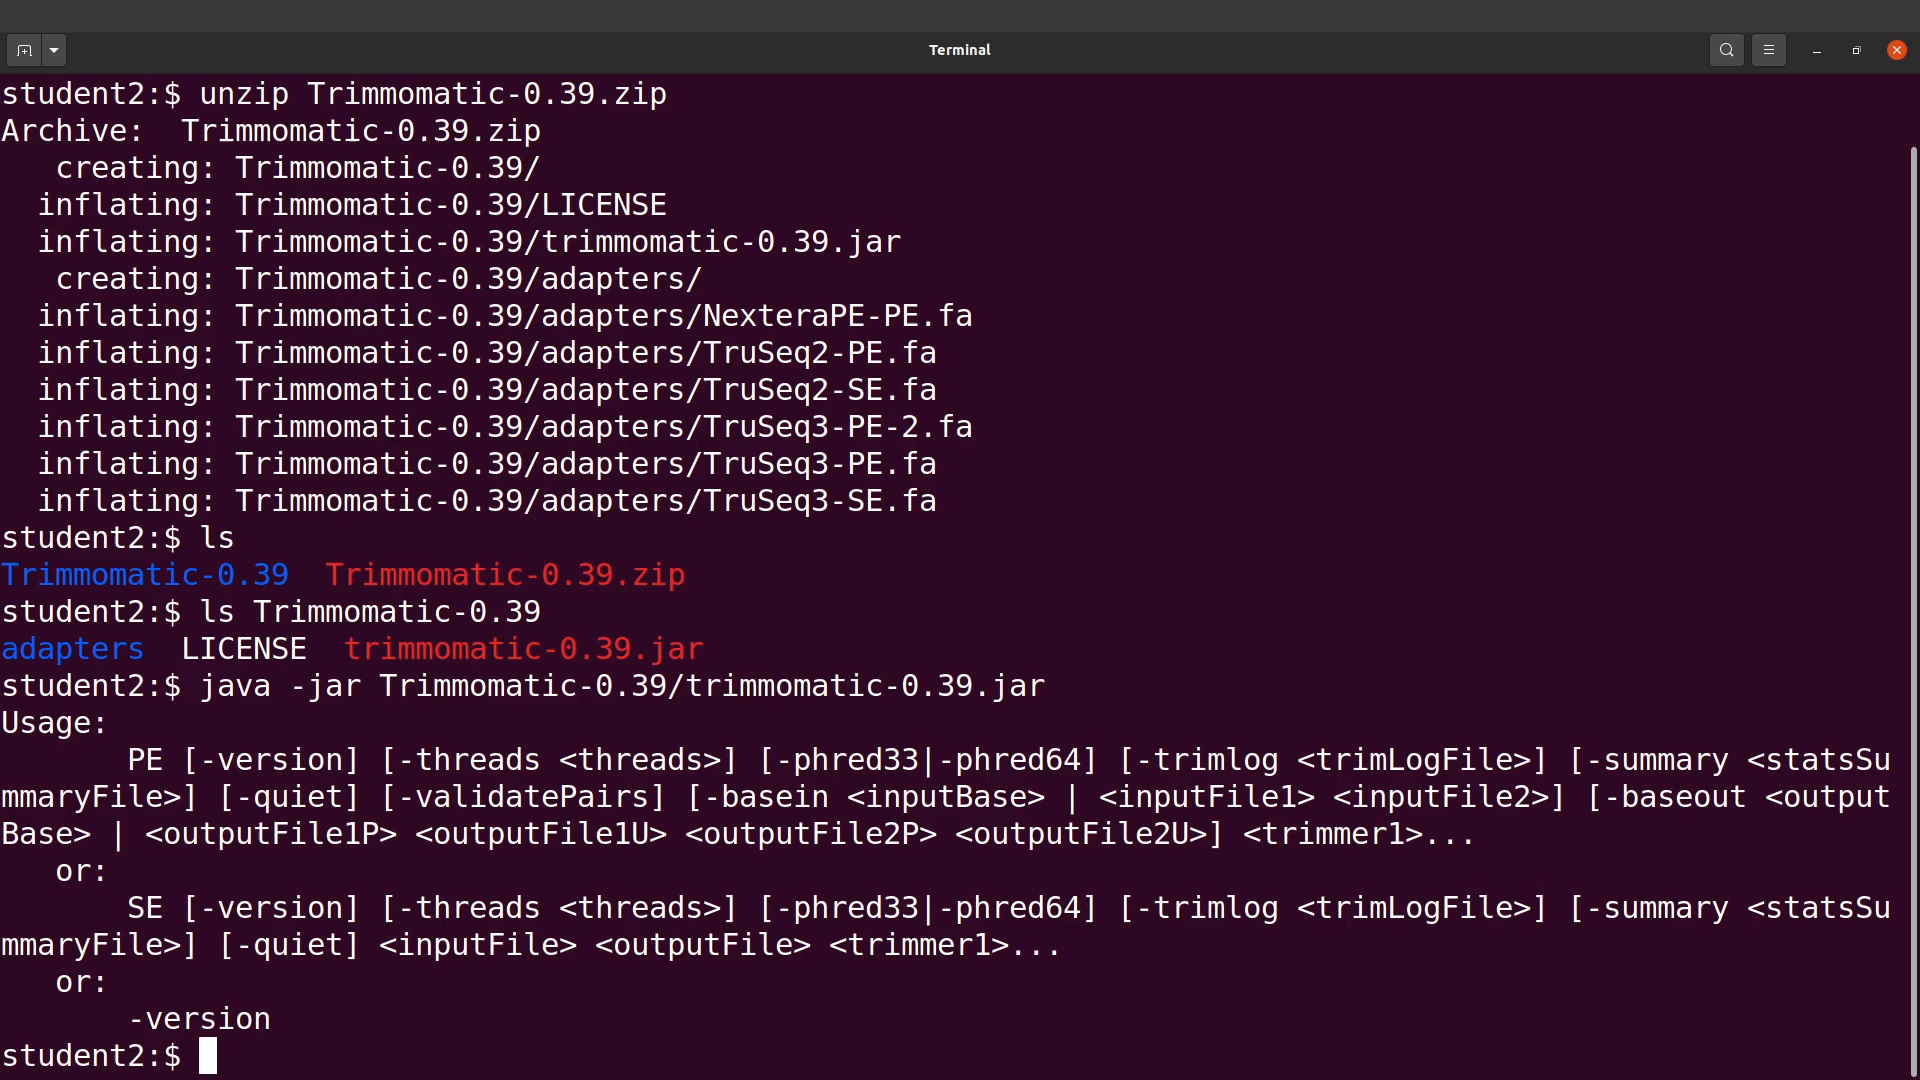 Terminal
student2:$ unzip Trimmomatic-0.39.zip
Archive:  Trimmomatic-0.39.zip
   creating: Trimmomatic-0.39/
  inflating: Trimmomatic-0.39/LICENSE
  inflating: Trimmomatic-0.39/trimmomatic-0.39.jar
   creating: Trimmomatic-0.39/adapters/
  inflating: Trimmomatic-0.39/adapters/NexteraPE-PE.fa
  inflating: Trimmomatic-0.39/adapters/TruSeq2-PE.fa
  inflating: Trimmomatic-0.39/adapters/TruSeq2-SE.fa
  inflating: Trimmomatic-0.39/adapters/TruSeq3-PE-2.fa
  inflating: Trimmomatic-0.39/adapters/TruSeq3-PE.fa
  inflating: Trimmomatic-0.39/adapters/TruSeq3-SE.fa
student2:$ ls
Trimmomatic-0.39  Trimmomatic-0.39.zip
student2:$ ls Trimmomatic-0.39
adapters  LICENSE  trimmomatic-0.39.jar
student2:$ java -jar Trimmomatic-0.39/trimmomatic-0.39.jar
Usage:
       PE [-version] [-threads <threads>] [-phred33|-phred64] [-trimlog <trimLogFile>] [-summary <statsSu
mmaryFile>] [-quiet] [-validatePairs] [-basein <inputBase> | <inputFile1> <inputFile2>] [-baseout <output
Base> | <outputFile1P> <outputFile1U> <outputFile2P> <outputFile2U>] <trimmer1>...
   or:
       SE [-version] [-threads <threads>] [-phred33|-phred64] [-trimlog <trimLogFile>] [-summary <statsSu
mmaryFile>] [-quiet] <inputFile> <outputFile> <trimmer1>...
   or:
       -version
student2:$